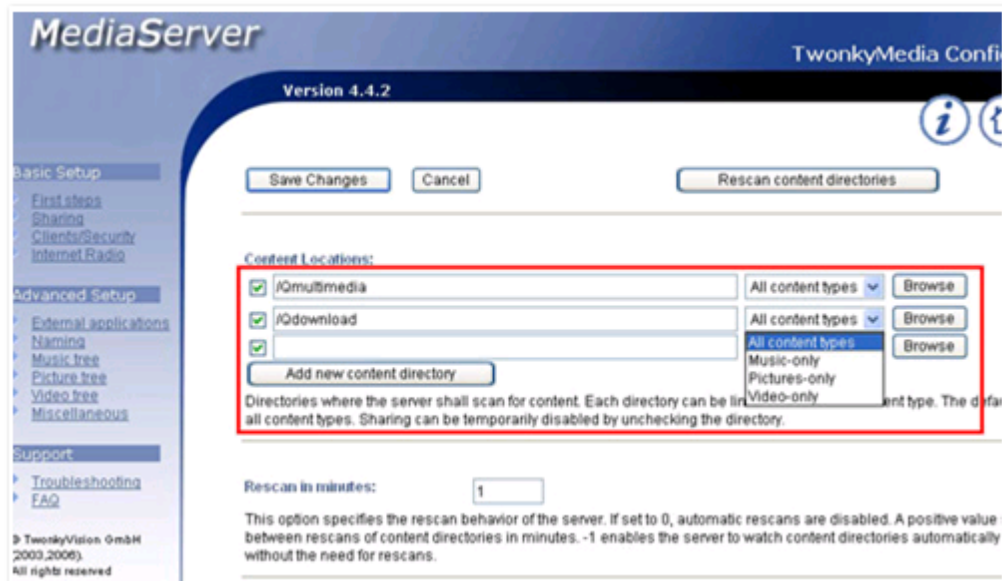 MediaServer
TwonkyMedia Confi
Version 4.4.2
Basic Setup
First steps
Sharing
Clients/Security
Internet Radio
Advanced Setup
External applications
Naming
Music tree
Picture tree
Video tree
Miscellaneous
Support
Troubleshooting
FAQ
© TwonkyVision GmbH
(2003,2006).
All rights reserved
Save Changes
Cancel
Rescan content directories
Content Locations:
/Qmultimedia
All content types
Browse
/Qdownload
All content types
Browse
Browse
All content types
Music-only
Pictures-only
Video-only
Add new content directory
Directories where the server shall scan for content. Each directory can be lin ent type. The defau
all content types. Sharing can be temporarily disabled by unchecking the directory.
Rescan in minutes:
1
This option specifies the rescan behavior of the server. If set to 0, automatic rescans are disabled. A positive value
between rescans of content directories in minutes. -1 enables the server to watch content directories automatically
without the need for rescans.